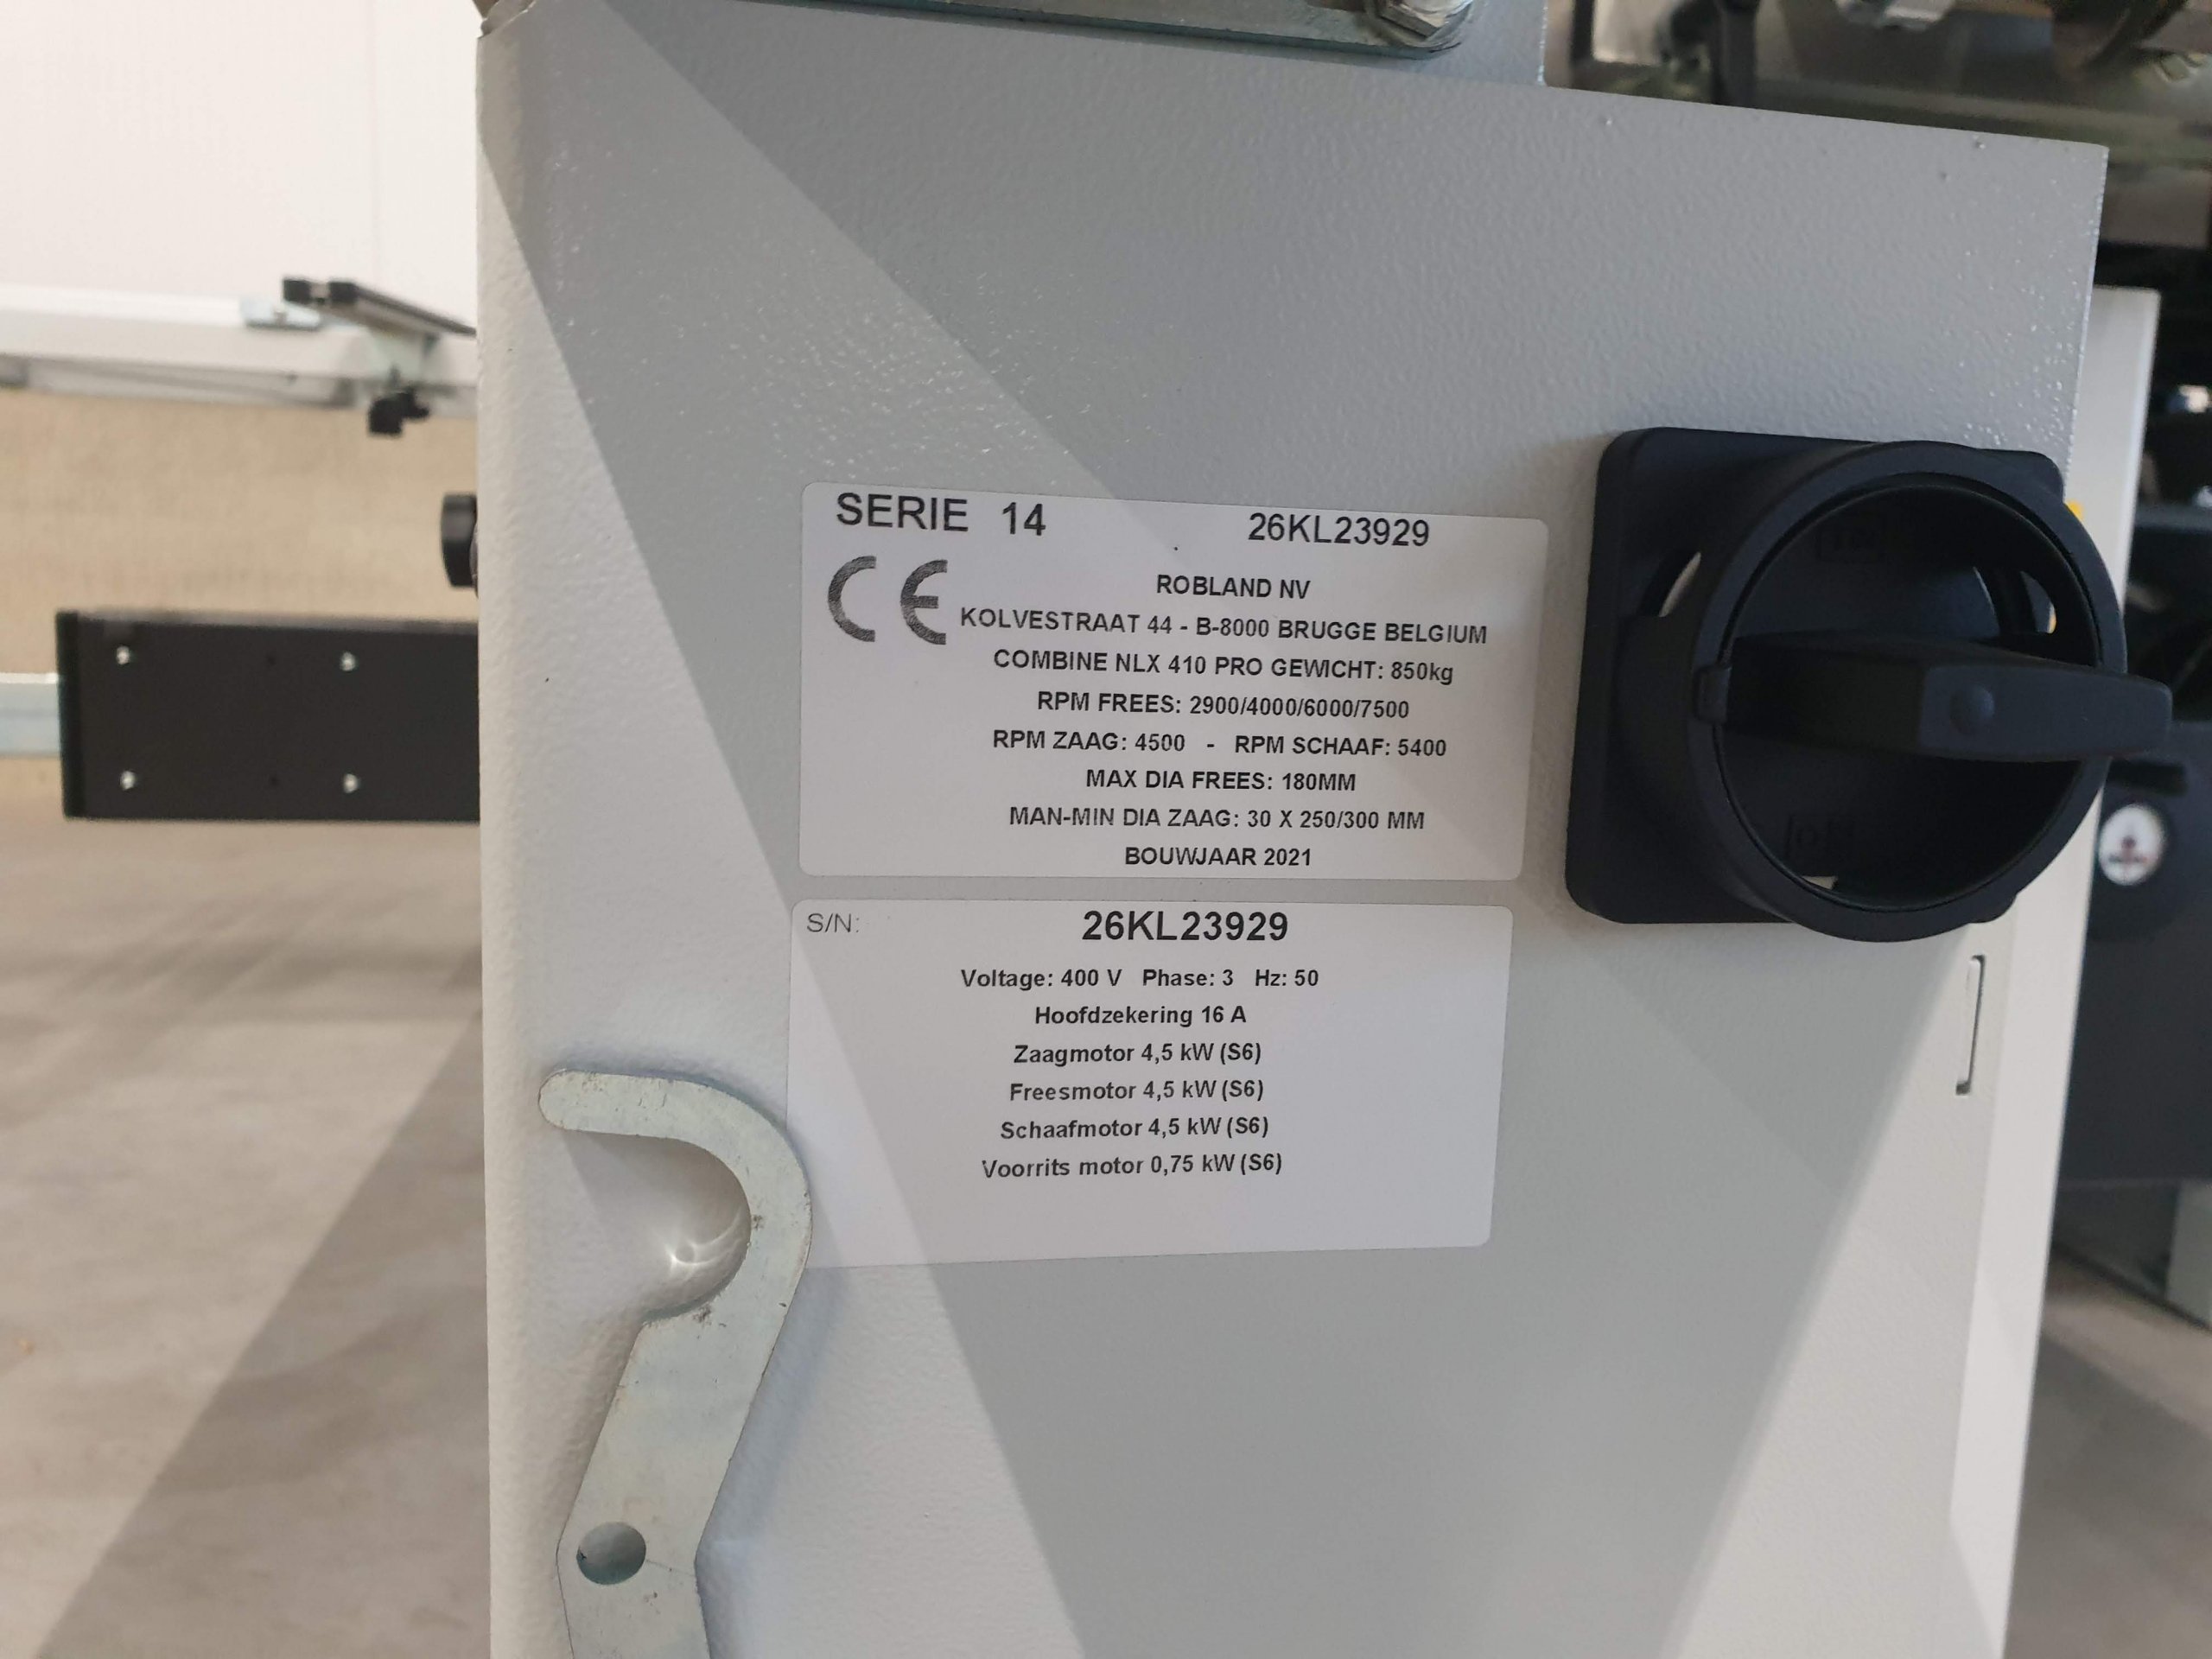 SERIE 14 26KL23929
CE
ROBLAND NV
KOLVESTRAAT 44 - B-8000 BRUGGE BELGIUM
COMBINE NLX 410 PRO GEWICHT: 850kg
RPM FREES: 2900/4000/6000/7500
RPM ZAAG: 4500 - RPM SCHAAF: 5400
MAX DIA FREES: 180MM
MAN-MIN DIA ZAAG: 30 X 250/300 MM
BOUWJAAR 2021
S/N: 26KL23929
Voltage: 400 V Phase: 3 Hz: 50
Hoofdzekering 16 A
Zaagmotor 4,5 kW (S6)
Freesmotor 4,5 kW (S6)
Schaafmotor 4,5 kW (S6)
Voorrits motor 0,75 kW (S6)